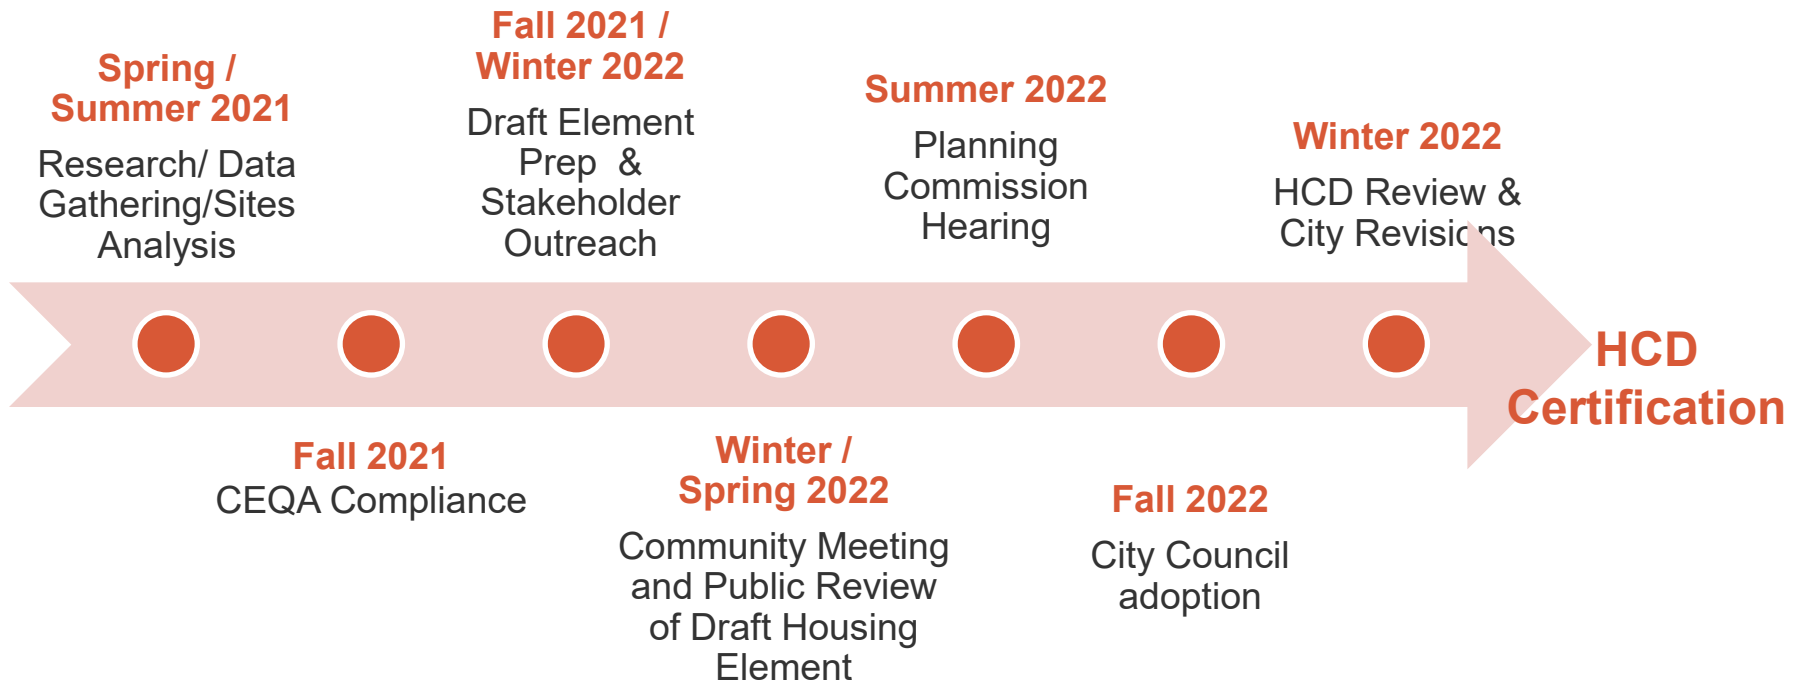 Spring /
Summer 2021
Research/ Data
Gathering/Sites
Analysis
Fall 2021
CEQA Compliance
Fall 2021 /
Winter 2022
Draft Element
Prep  &
Stakeholder
Outreach
Winter /
Spring 2022
Community Meeting
and Public Review
of Draft Housing
Element
Summer 2022
Planning
Commission
Hearing
Fall 2022
City Council
adoption
Winter 2022
HCD Review &
City Revisions
HCD
Certification